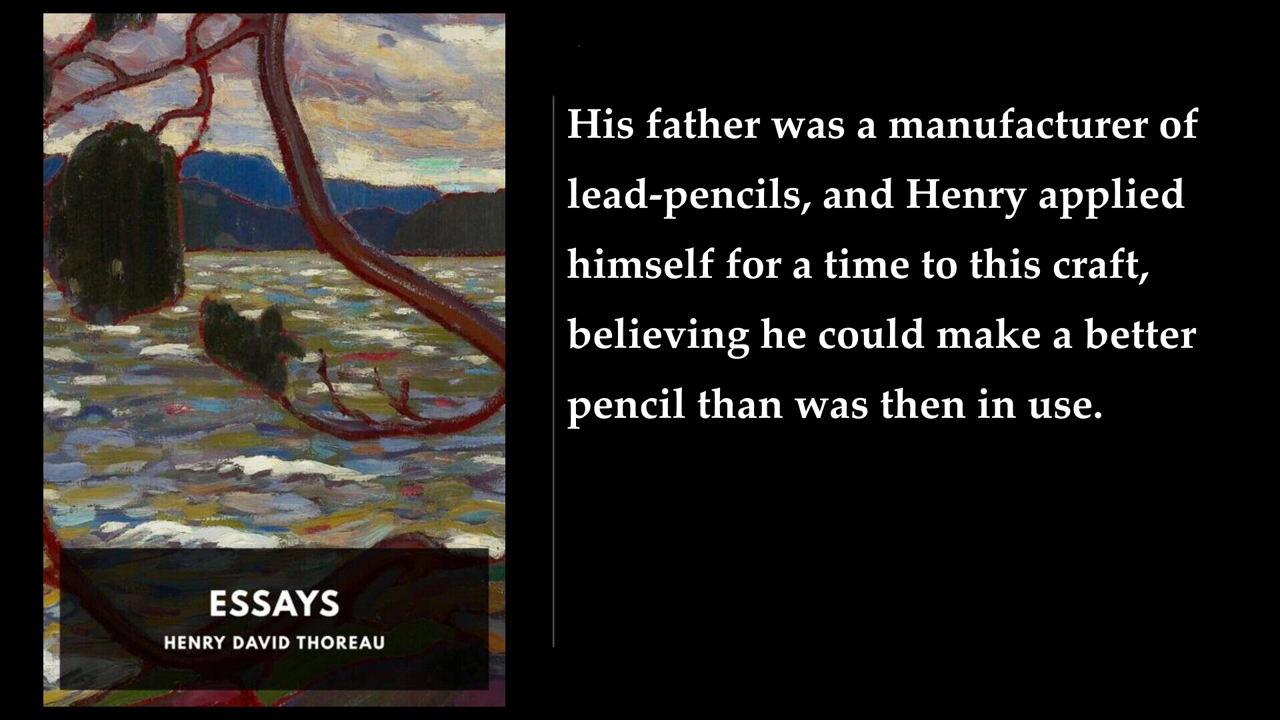 ESSAYS
HENRY DAVID THOREAU
His father was a manufacturer of
lead-pencils, and Henry applied
himself for a time to this craft,
believing he could make a better
pencil than was then in use.